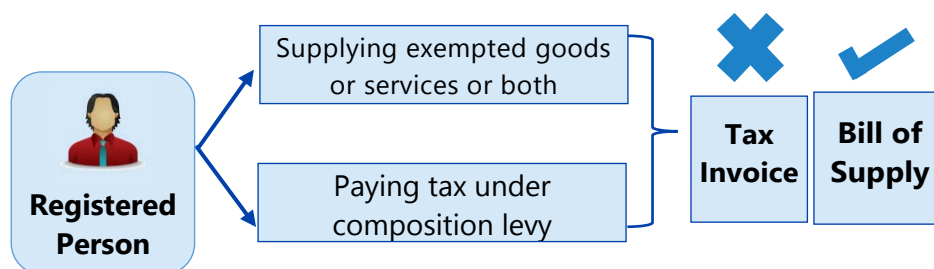 Supplying exempted goods
or services or both
Registered
Person
Paying tax under
composition levy
Tax
Invoice
Bill of
Supply